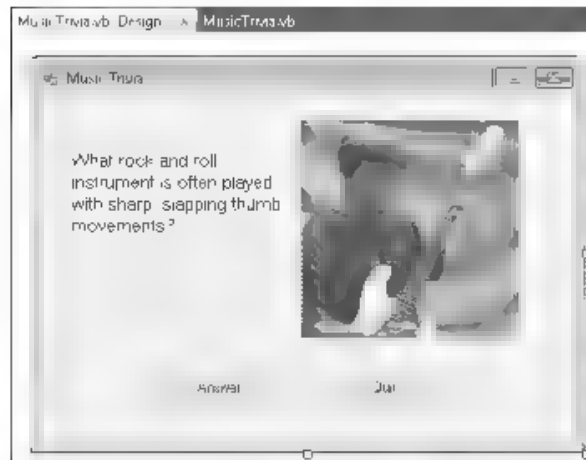 MusicTrivia.vb [Design] × MusicTrivia.vb
Music Trivia
What rock and roll
instrument is often played
with sharp, slapping thumb
movements?
Answer Quit